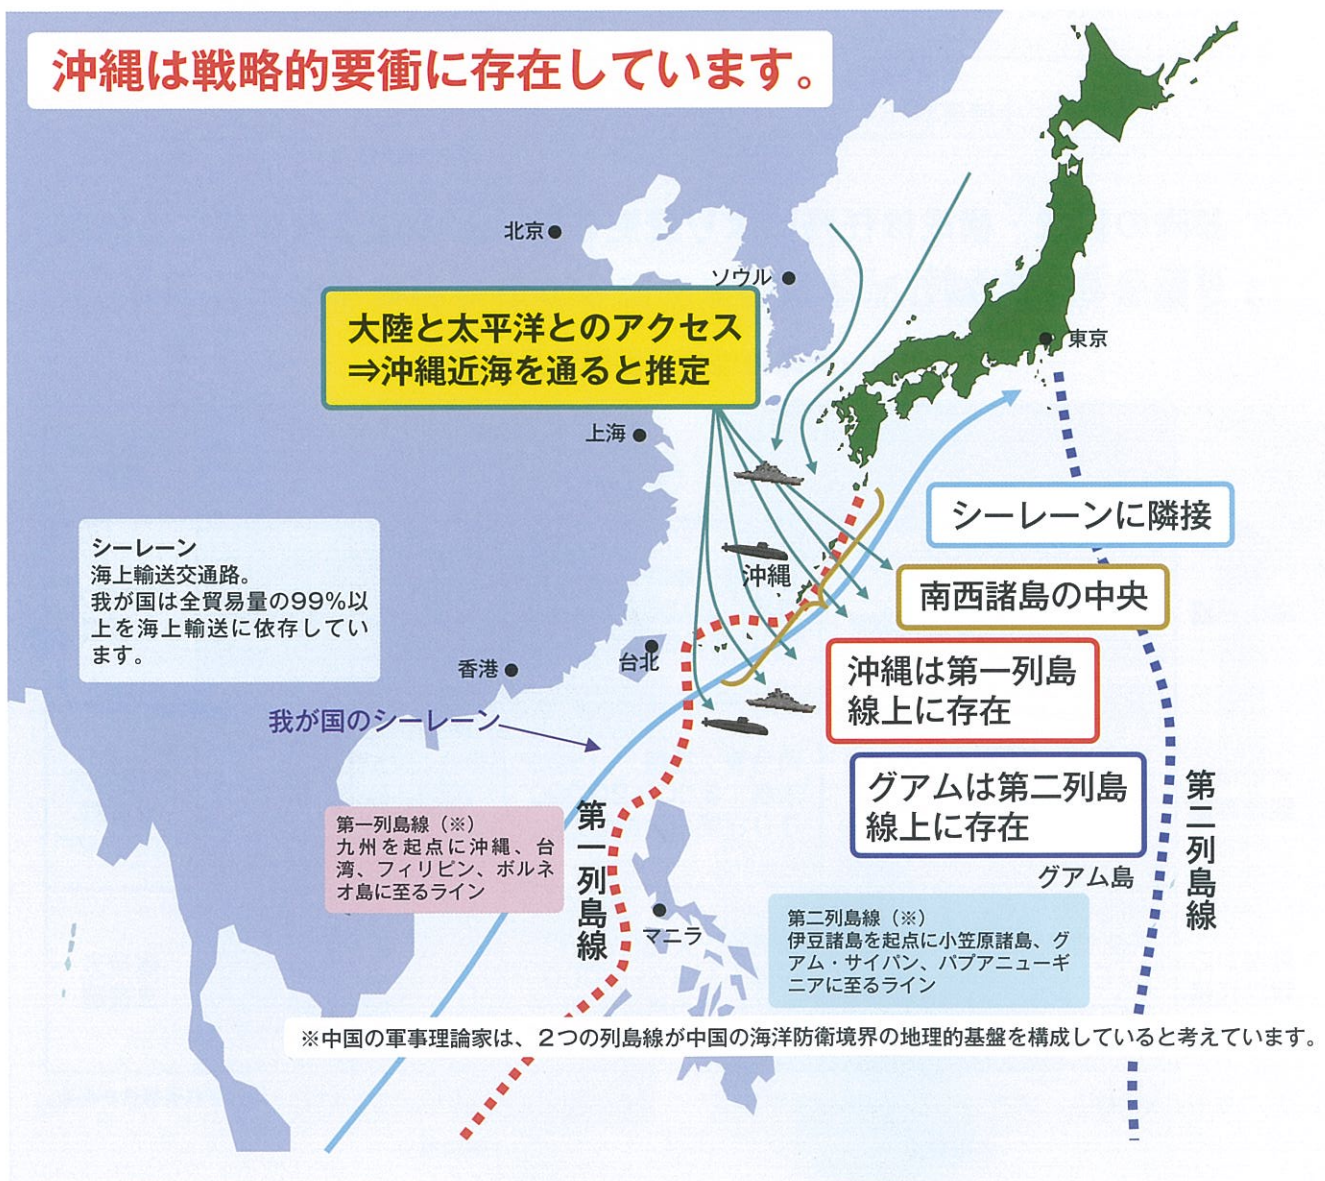 沖縄は戦略的要衝に存在しています。
北京
ソウル
大陸と太平洋とのアクセス
⇒沖縄近海を通ると推定
東京
上海
シーレーンに隣接
シーレーン
海上輸送交通路。
我が国は全貿易量の99%以
上を海上輸送に依存してい
ます。
沖縄
南西諸島の中央
台北
香港
沖縄は第一列島
線上に存在
我が国のシーレーン
グアムは第二列島
線上に存在
第一列島線
第二列島線
第一列島線（※）
九州を起点に沖縄、台
湾、フィリピン、ボルネ
オ島に至るライン
グアム島
マニラ
第二列島線（※）
伊豆諸島を起点に小笠原諸島、グ
アム・サイパン、パプアニューギ
ニアに至るライン
※中国の軍事理論家は、２つの列島線が中国の海洋防衛境界の地理的基盤を構成していると考えています。